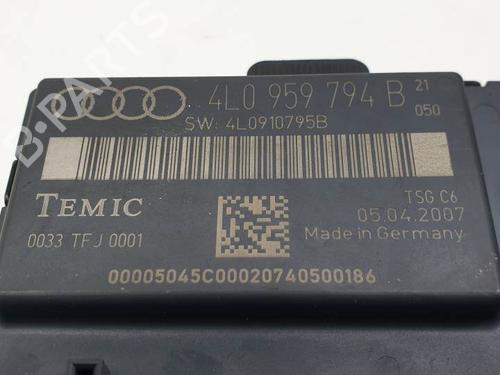 4L0 959 794 B 21
050
SW: 4L0910795B
TEMIC
TSG C6
05.04.2007
0033 TFJ 0001
Made in Germany
00005045C00020740500186
B-PARTS